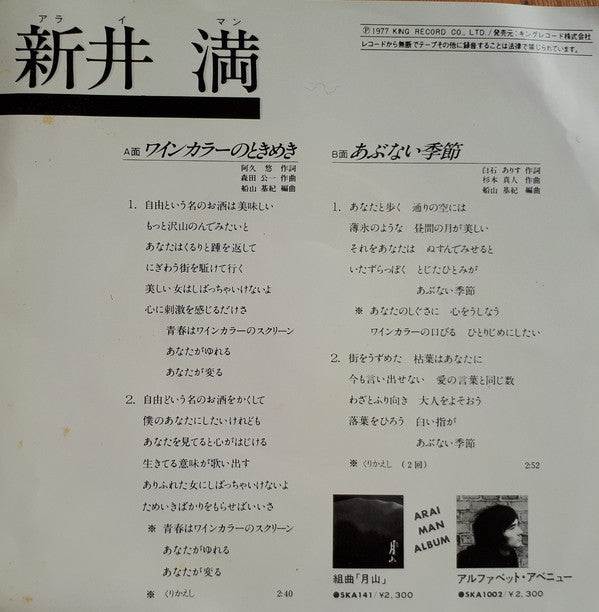 アライ マン
新井 満
Ⓟ1977 KING RECORD CO., LTD./発売元:キングレコード株式会社
レコードから無断でテープその他に録音することは法律で禁じられています。
A面 ワインカラーのときめき
阿久 悠 作詞
森田 公一 作曲
船山 基紀 編曲
1. 自由という名のお酒は美味しい
もっと沢山のんでみたいと
あなたはくるりと踵を返して
にぎわう街を駈けて行く
美しい女はしばっちゃいけないよ
心に刺激を感じるだけさ
青春はワインカラーのスクリーン
あなたがゆれる
あなたが変る
2. 自由という名のお酒をかくして
僕のあなたにしたいけれども
あなたを見てると心がはじける
生きてる意味が歌い出す
ありふれた女にしばっちゃいけないよ
ためいきばかりをもらせばいいさ
※ 青春はワインカラーのスクリーン
あなたがゆれる
あなたが変る
※ くりかえし 2:40
B面 あぶない季節
白石 ありす 作詞
杉本 真人 作曲
船山 基紀 編曲
1. あなたと歩く 通りの空には
薄氷のような 昼間の月が美しい
それをあなたは ぬすんでみせると
いたずらっぽく とじたひとみが
あぶない季節
※ あなたのしぐさに 心をうしなう
ワインカラーの口びる ひとりじめにしたい
2. 街をうずめた 枯葉はあなたに
今も言い出せない 愛の言葉と同じ数
わざとふり向き 大人をよそおう
落葉をひろう 白い指が
あぶない季節
※ くりかえし (2回) 2:52
月山
ARAI
MAN
ALBUM
組曲「月山」
●SKA141/¥2,300
アルファベット・アベニュー
●SKA1002/¥2,300